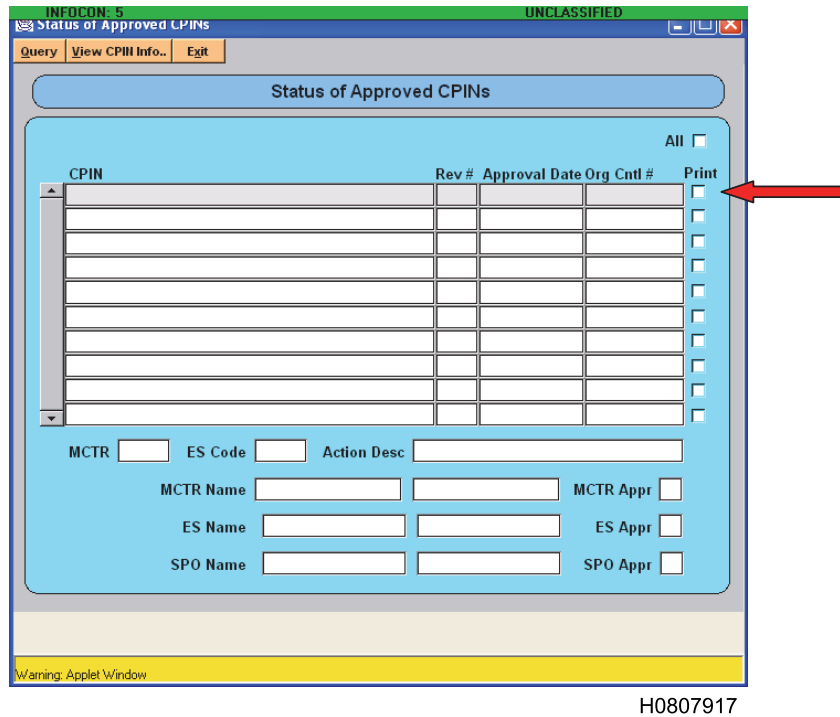 INFOCON: 5 UNCLASSIFIED
Status of Approved CPINs
Query View CPIN Info.. Exit
Status of Approved CPINs
All
CPIN Rev # Approval Date Org Cntl # Print
MCTR ES Code Action Desc
MCTR Name MCTR Appr
ES Name ES Appr
SPO Name SPO Appr
Warning: Applet Window
H0807917